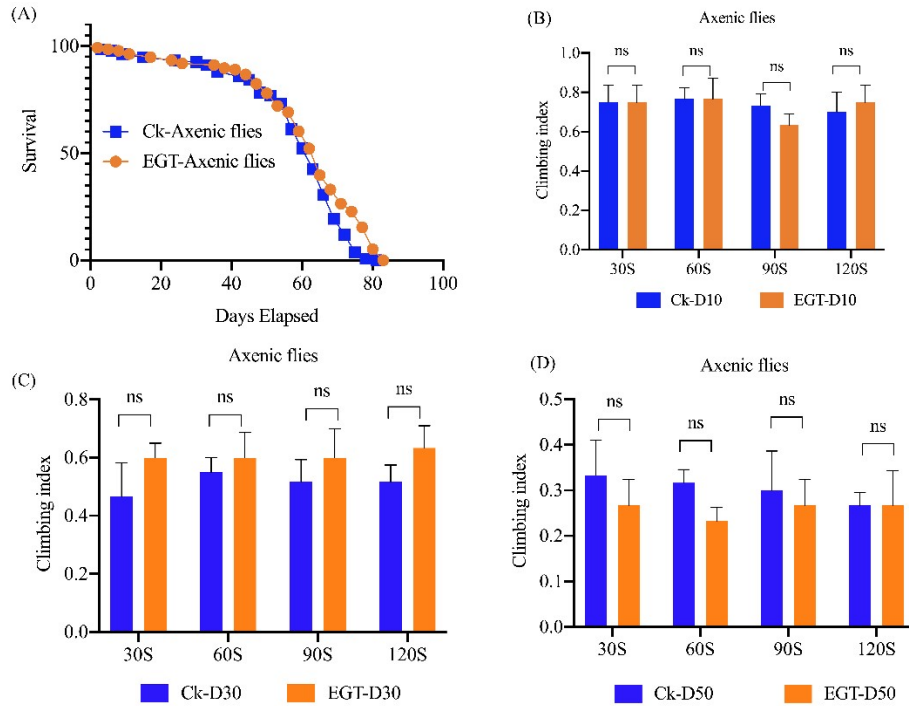 (A)
100
50
0
Survival
Ck-Axenic flies
EGT-Axenic flies
0 20 40 60 80 100
Days Elapsed
(B)
Axenic flies
1.0
0.8
0.6
0.4
0.2
0.0
Climbing index
ns ns ns ns
30S 60S 90S 120S
Ck-D10 EGT-D10
(C)
Axenic flies
0.8
0.6
0.4
0.2
0.0
Climbing index
ns ns ns ns
30S 60S 90S 120S
Ck-D30 EGT-D30
(D)
Axenic flies
0.5
0.4
0.3
0.2
0.1
0.0
Climbing index
ns ns ns ns
30S 60S 90S 120S
Ck-D50 EGT-D50